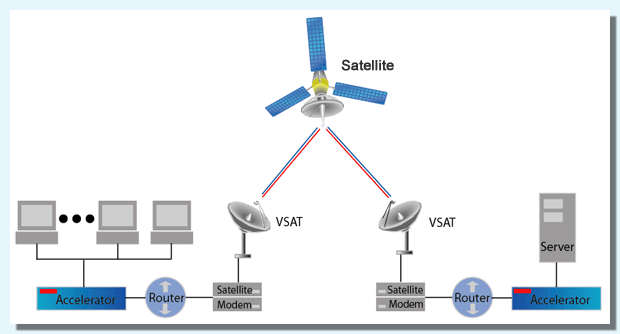 Satellite
VSAT
VSAT
Server
Accelerator
Router
Satellite
Modem
Satellite
Modem
Router
Accelerator